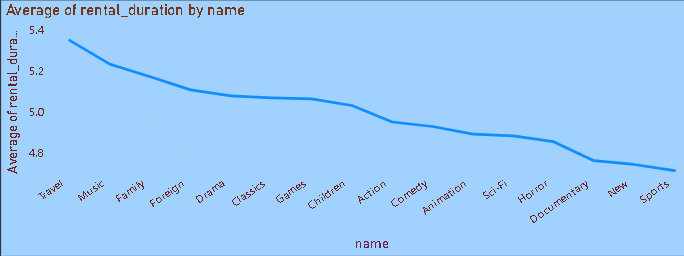 Average of rental_duration by name
Average of rental_dura...
5.4
5.2
5.0
4.8
Travel
Music
Family
Foreign
Drama
Classics
Games
Children
Action
Comedy
Animation
Sci-Fi
Horror
Documentary
New
Sports
name